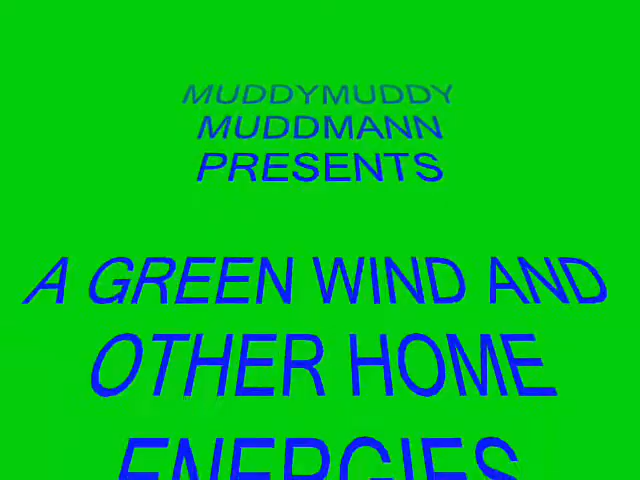 MUDDYMUDDY
MUDDMANN
PRESENTS
A GREEN WIND AND
OTHER HOME
ENERGIES